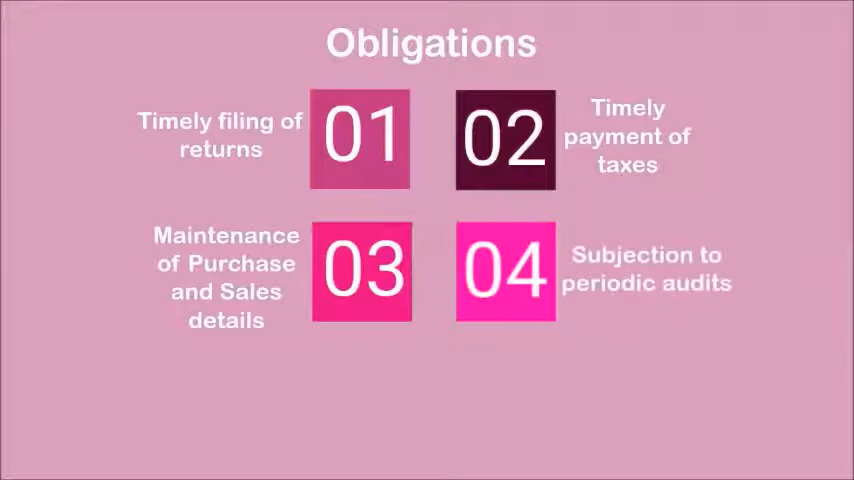 Obligations
Timely filing of
returns
01
02
Timely
payment of
taxes
Maintenance
of Purchase
and Sales
details
03
04
Subjection to
periodic audits